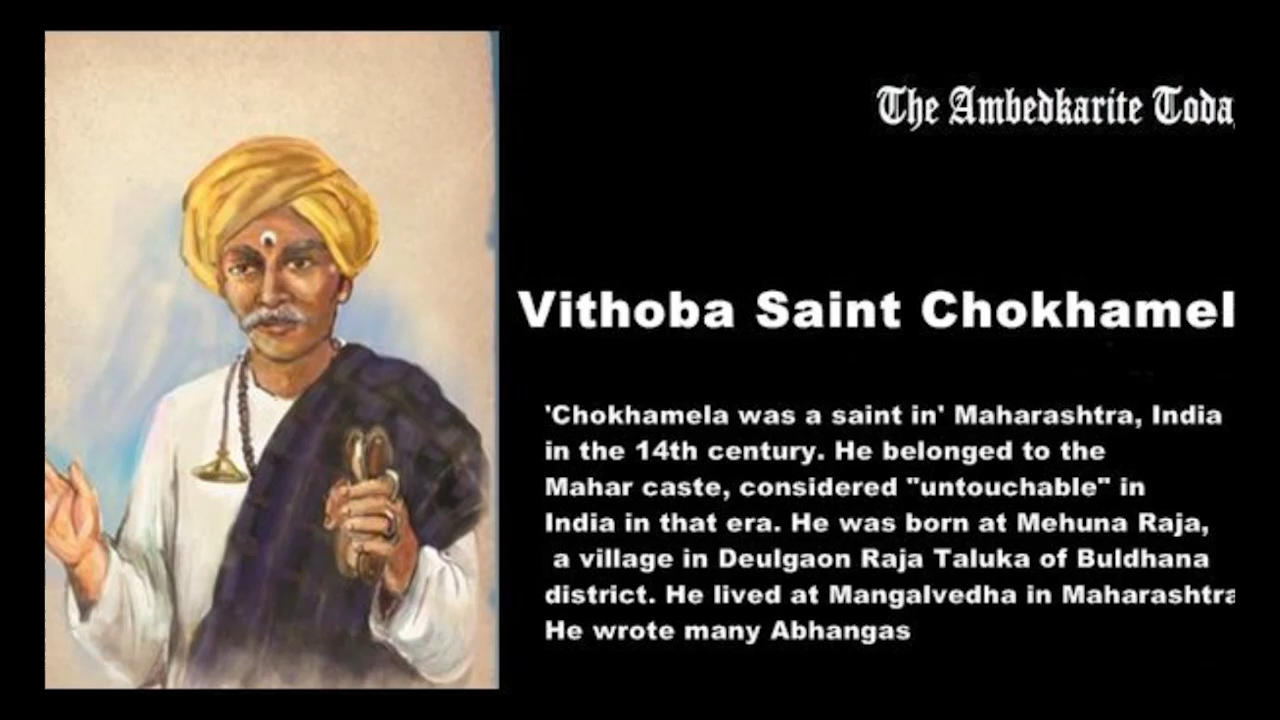 The Ambedkarite Toda
Vithoba Saint Chokhamel
'Chokhamela was a saint in' Maharashtra, India
in the 14th century. He belonged to the
Mahar caste, considered "untouchable" in
India in that era. He was born at Mehuna Raja,
a village in Deulgaon Raja Taluka of Buldhana
district. He lived at Mangalvedha in Maharashtra
He wrote many Abhangas